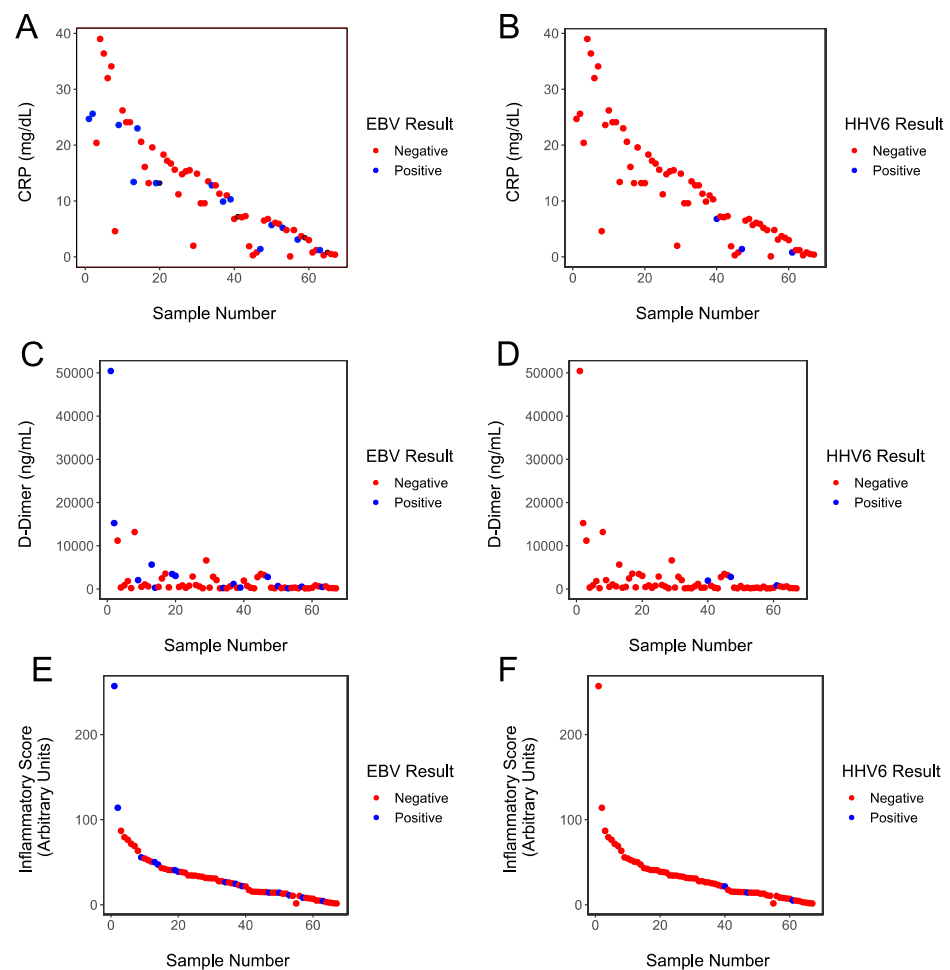 A
CRP (mg/dL)
40
30
20
10
0
0 20 40 60
Sample Number
EBV Result
Negative
Positive
B
CRP (mg/dL)
40
30
20
10
0
0 20 40 60
Sample Number
HHV6 Result
Negative
Positive
C
D-Dimer (ng/mL)
50000
40000
30000
20000
10000
0
0 20 40 60
Sample Number
EBV Result
Negative
Positive
D
D-Dimer (ng/mL)
50000
40000
30000
20000
10000
0
0 20 40 60
Sample Number
HHV6 Result
Negative
Positive
E
Inflammatory Score
(Arbitrary Units)
200
100
0
0 20 40 60
Sample Number
EBV Result
Negative
Positive
F
Inflammatory Score
(Arbitrary Units)
200
100
0
0 20 40 60
Sample Number
HHV6 Result
Negative
Positive